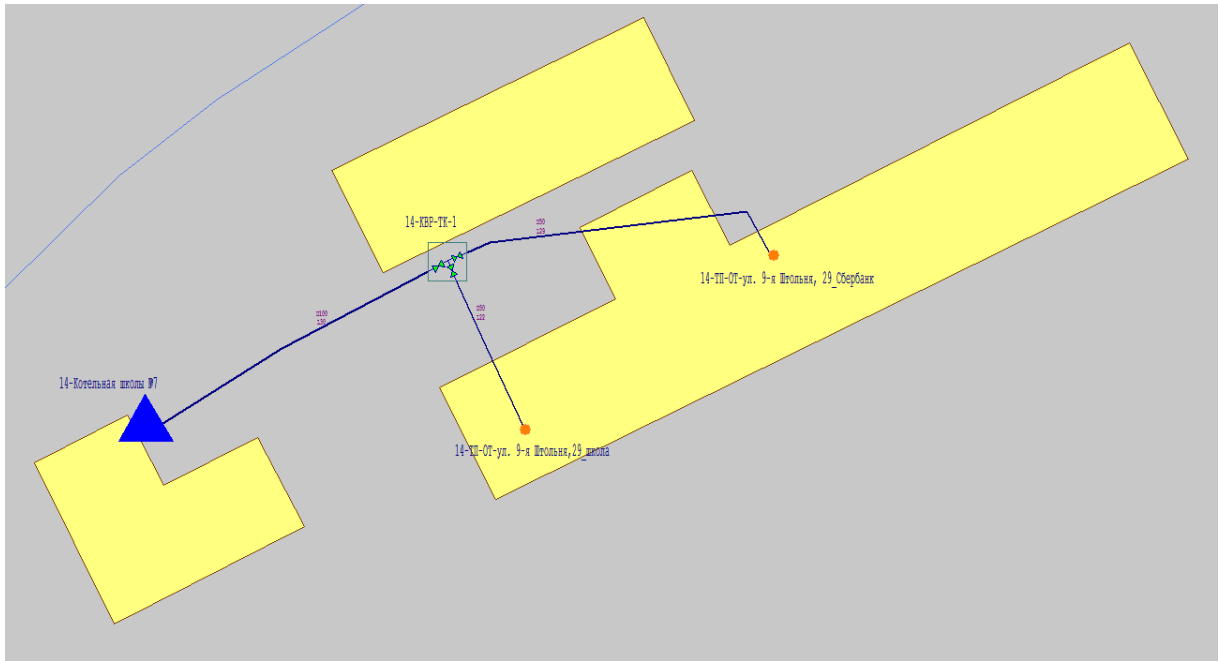 14-КВР-ТК-1
14-ТП-ОТ-ул. 9-я Штольня, 29_Сбербанк
14-Котельная школы №7
14-ТП-ОТ-ул. 9-я Штольня,29_школа